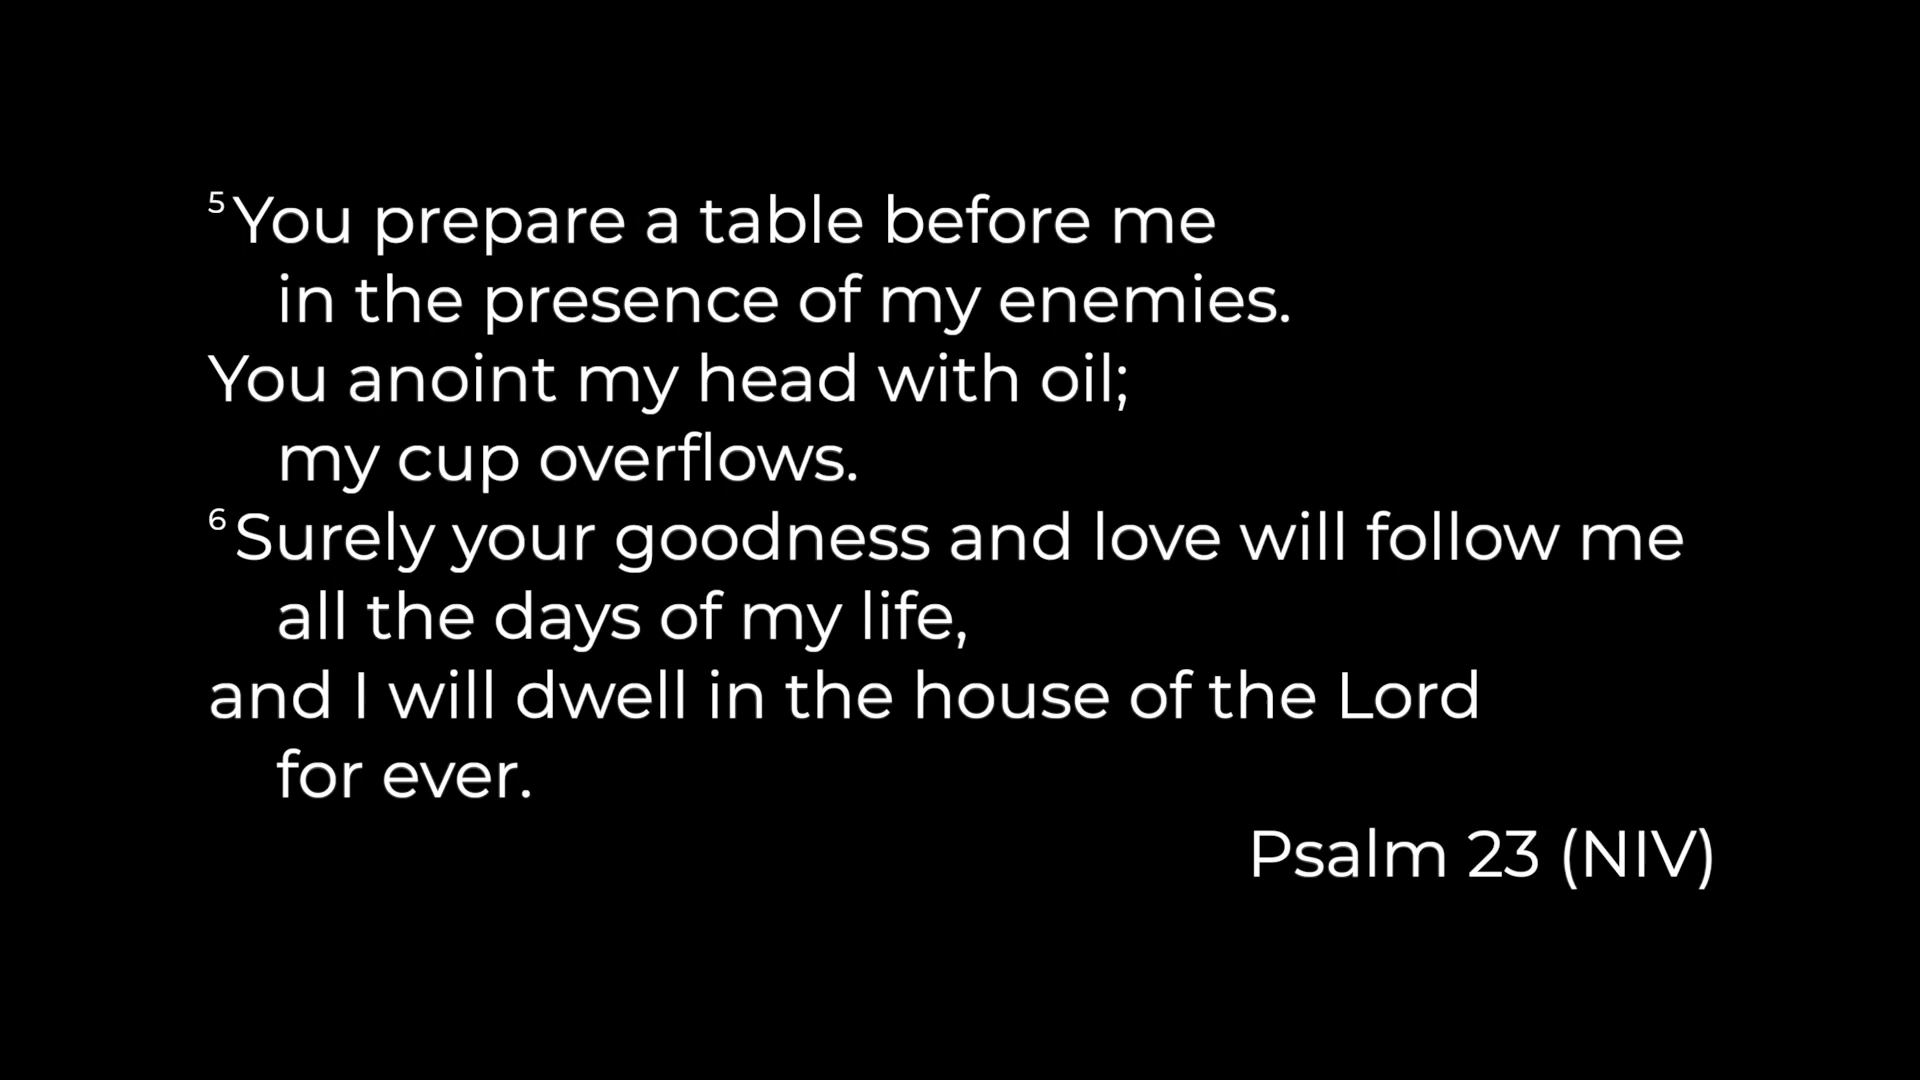 5 You prepare a table before me
in the presence of my enemies.
You anoint my head with oil;
my cup overflows.
6 Surely your goodness and love will follow me
all the days of my life,
and I will dwell in the house of the Lord
for ever.
Psalm 23 (NIV)